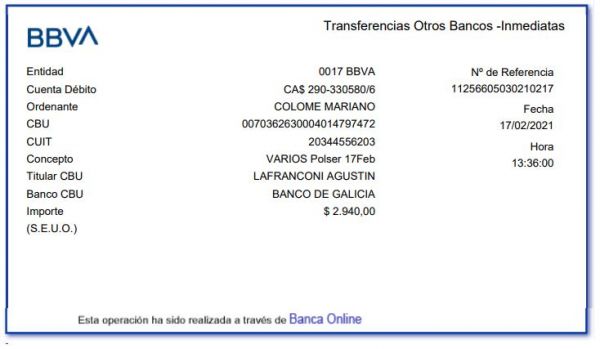 BBVA
Transferencias Otros Bancos -Inmediatas
Entidad 0017 BBVA
Cuenta Débito CA$ 290-330580/6
Ordenante COLOME MARIANO
CBU 0070362630004014797472
CUIT 20344556203
Concepto VARIOS Polser 17Feb
Titular CBU LAFRANCONI AGUSTIN
Banco CBU BANCO DE GALICIA
Importe $ 2.940,00
(S.E.U.O.)
Nº de Referencia
11256605030210217
Fecha
17/02/2021
Hora
13:36:00
Esta operación ha sido realizada a través de Banca Online